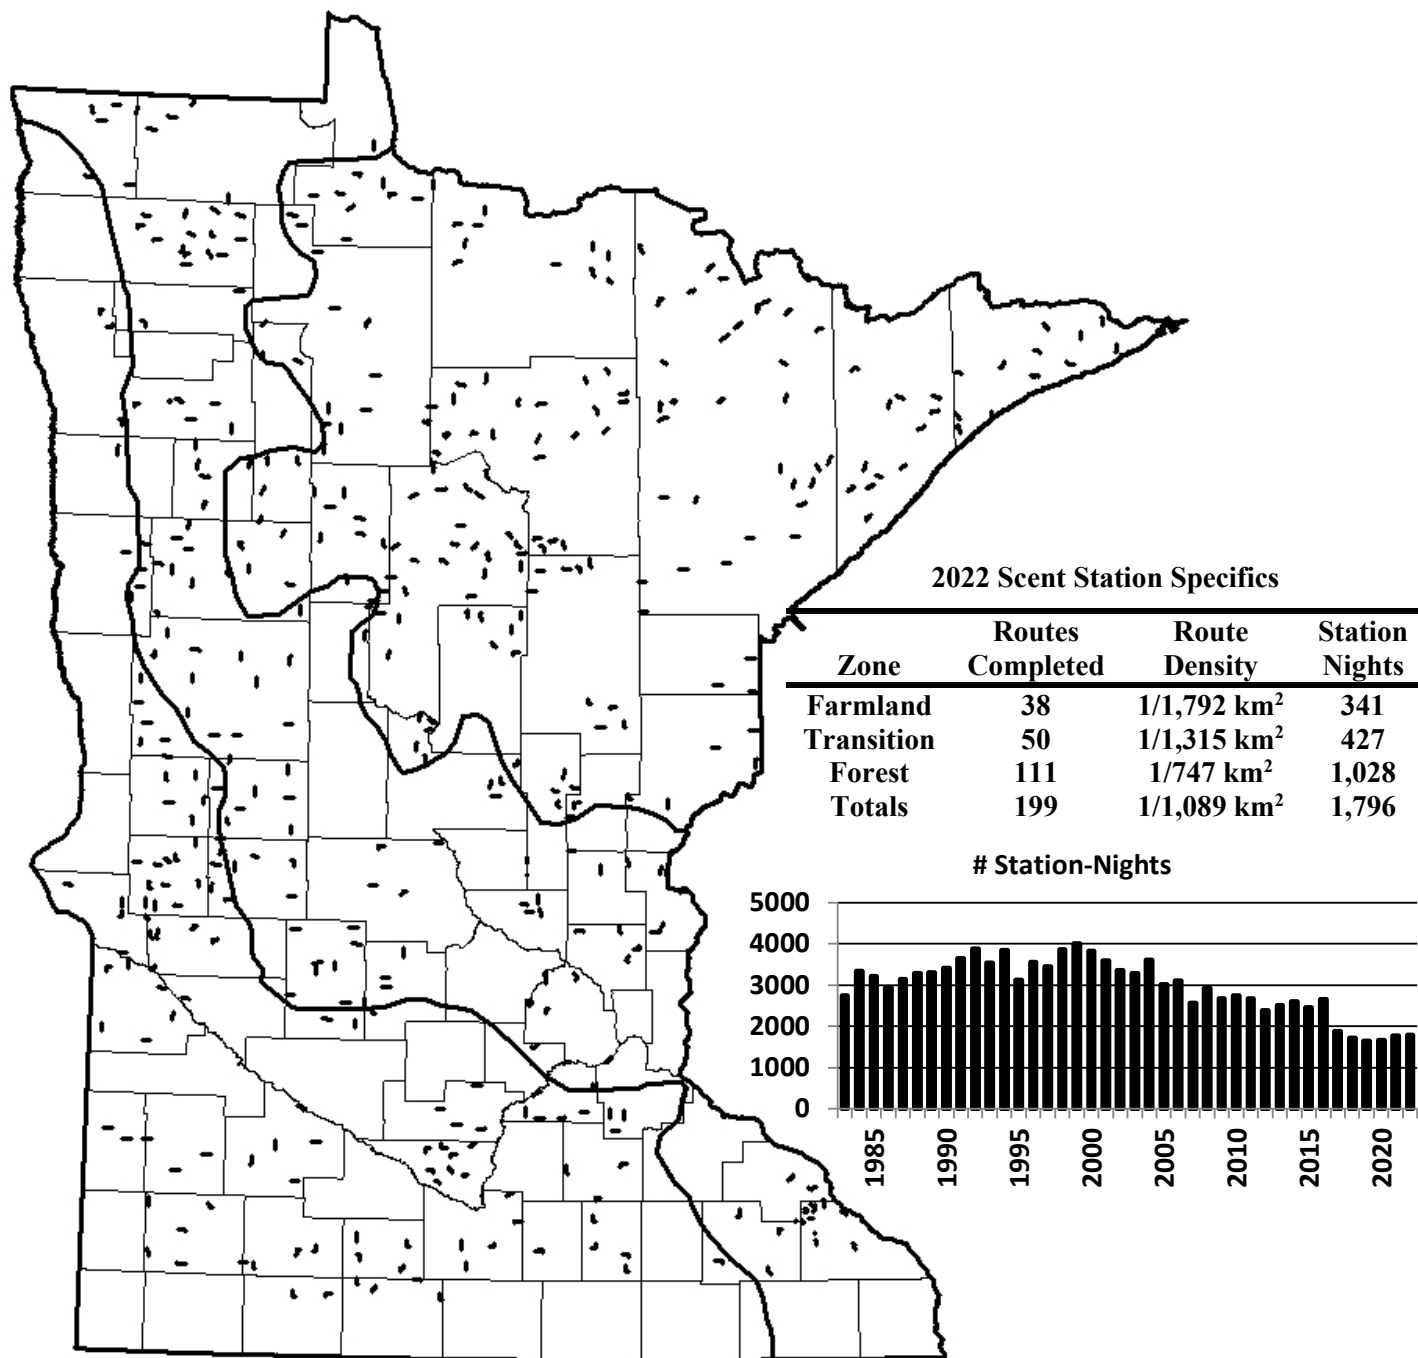 2022 Scent Station Specifics
Routes Route Station
Zone Completed Density Nights
Farmland 38 1/1,792 km² 341
Transition 50 1/1,315 km² 427
Forest 111 1/747 km² 1,028
Totals 199 1/1,089 km² 1,796
# Station-Nights
5000
4000
3000
2000
1000
0
1985 1990 1995 2000 2005 2010 2015 2020